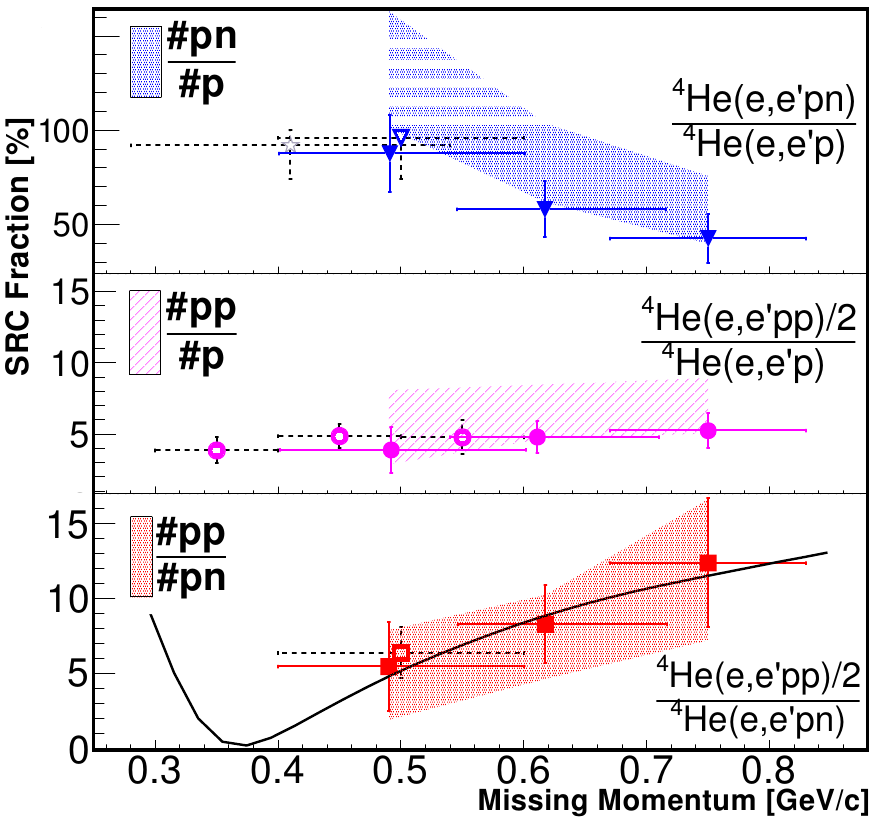 SRC Fraction [%]
#pn
#p
100
50
⁴He(e,e'pn)
⁴He(e,e'p)
#pp
#p
15
10
5
⁴He(e,e'pp)/2
⁴He(e,e'p)
#pp
#pn
15
10
5
0
⁴He(e,e'pp)/2
⁴He(e,e'pn)
0.3 0.4 0.5 0.6 0.7 0.8
Missing Momentum [GeV/c]